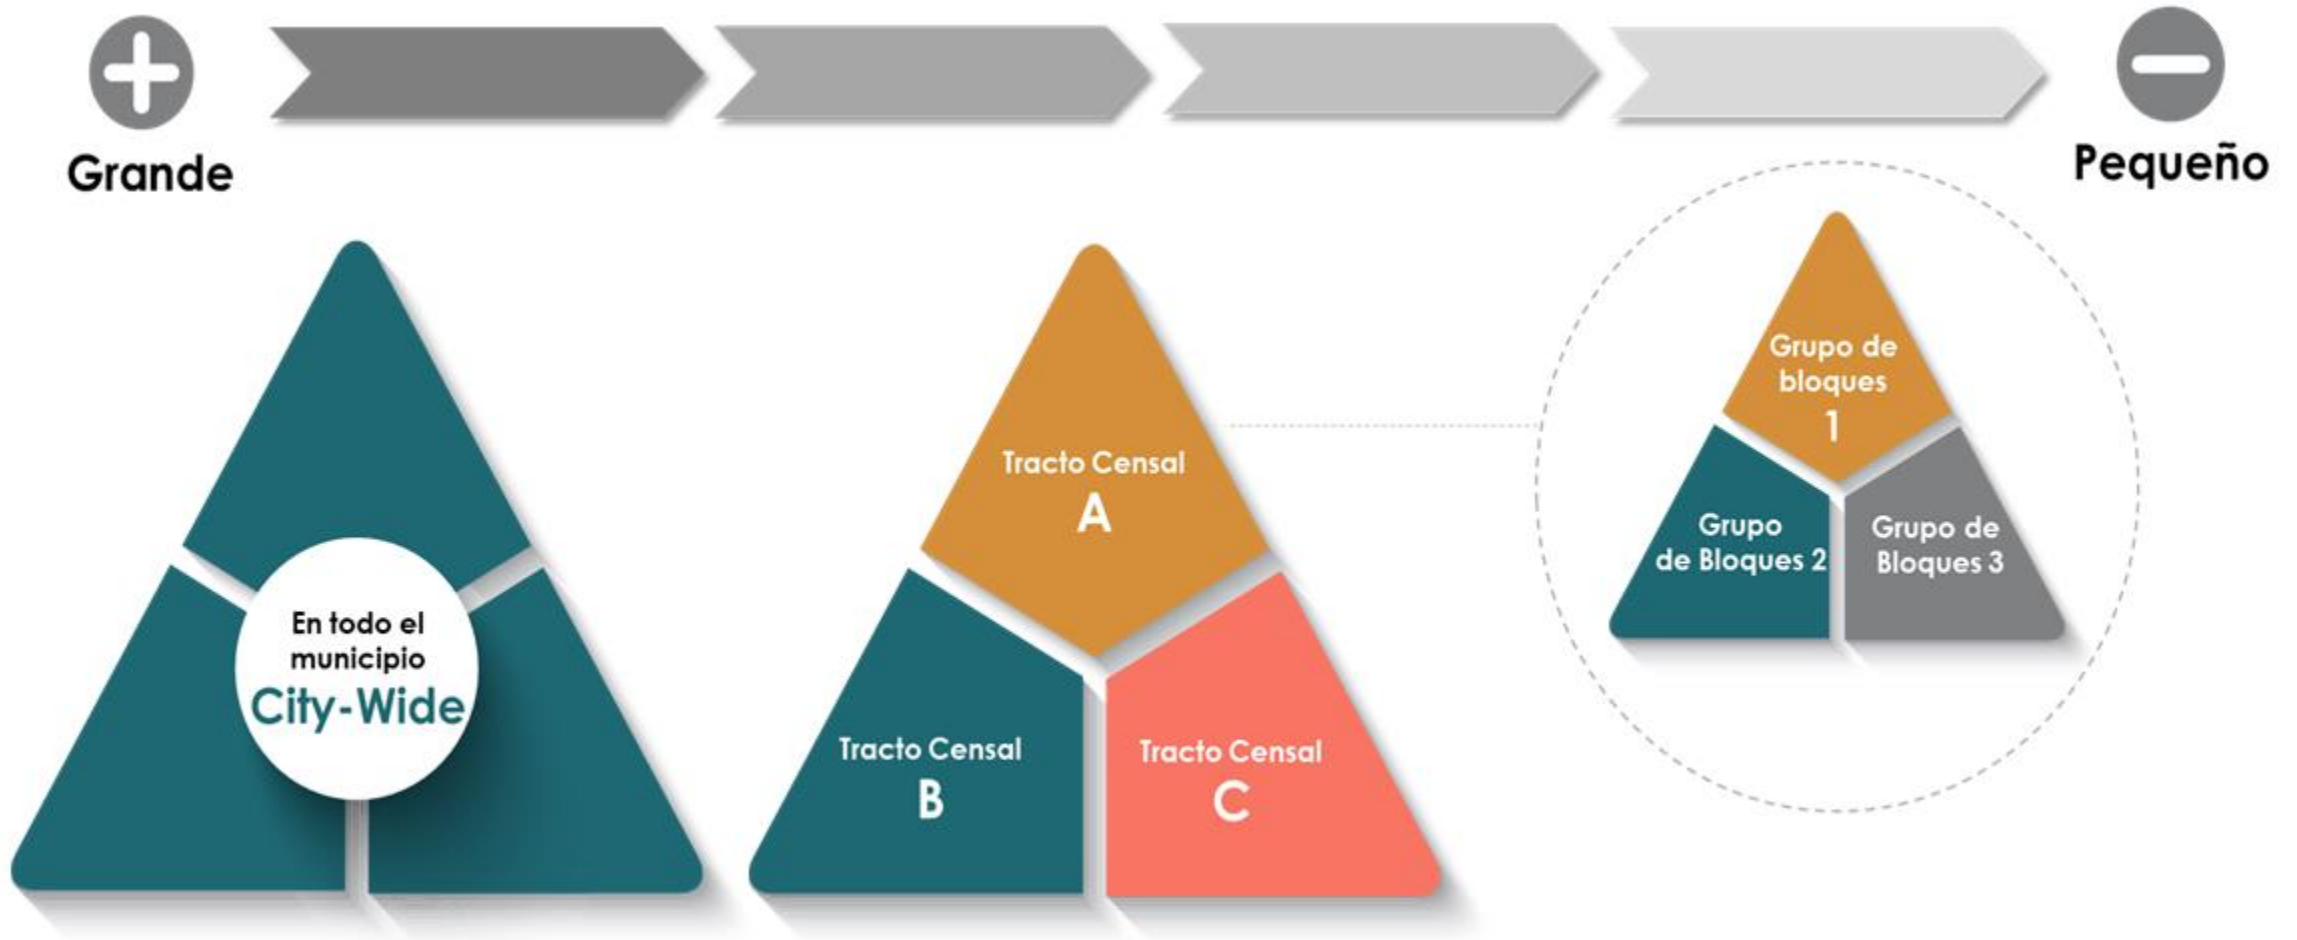 Grande
Pequeño
En todo el
municipio
City-Wide
Tracto Censal
A
Tracto Censal
B
Tracto Censal
C
Grupo de
bloques
1
Grupo
de Bloques 2
Grupo de
Bloques 3